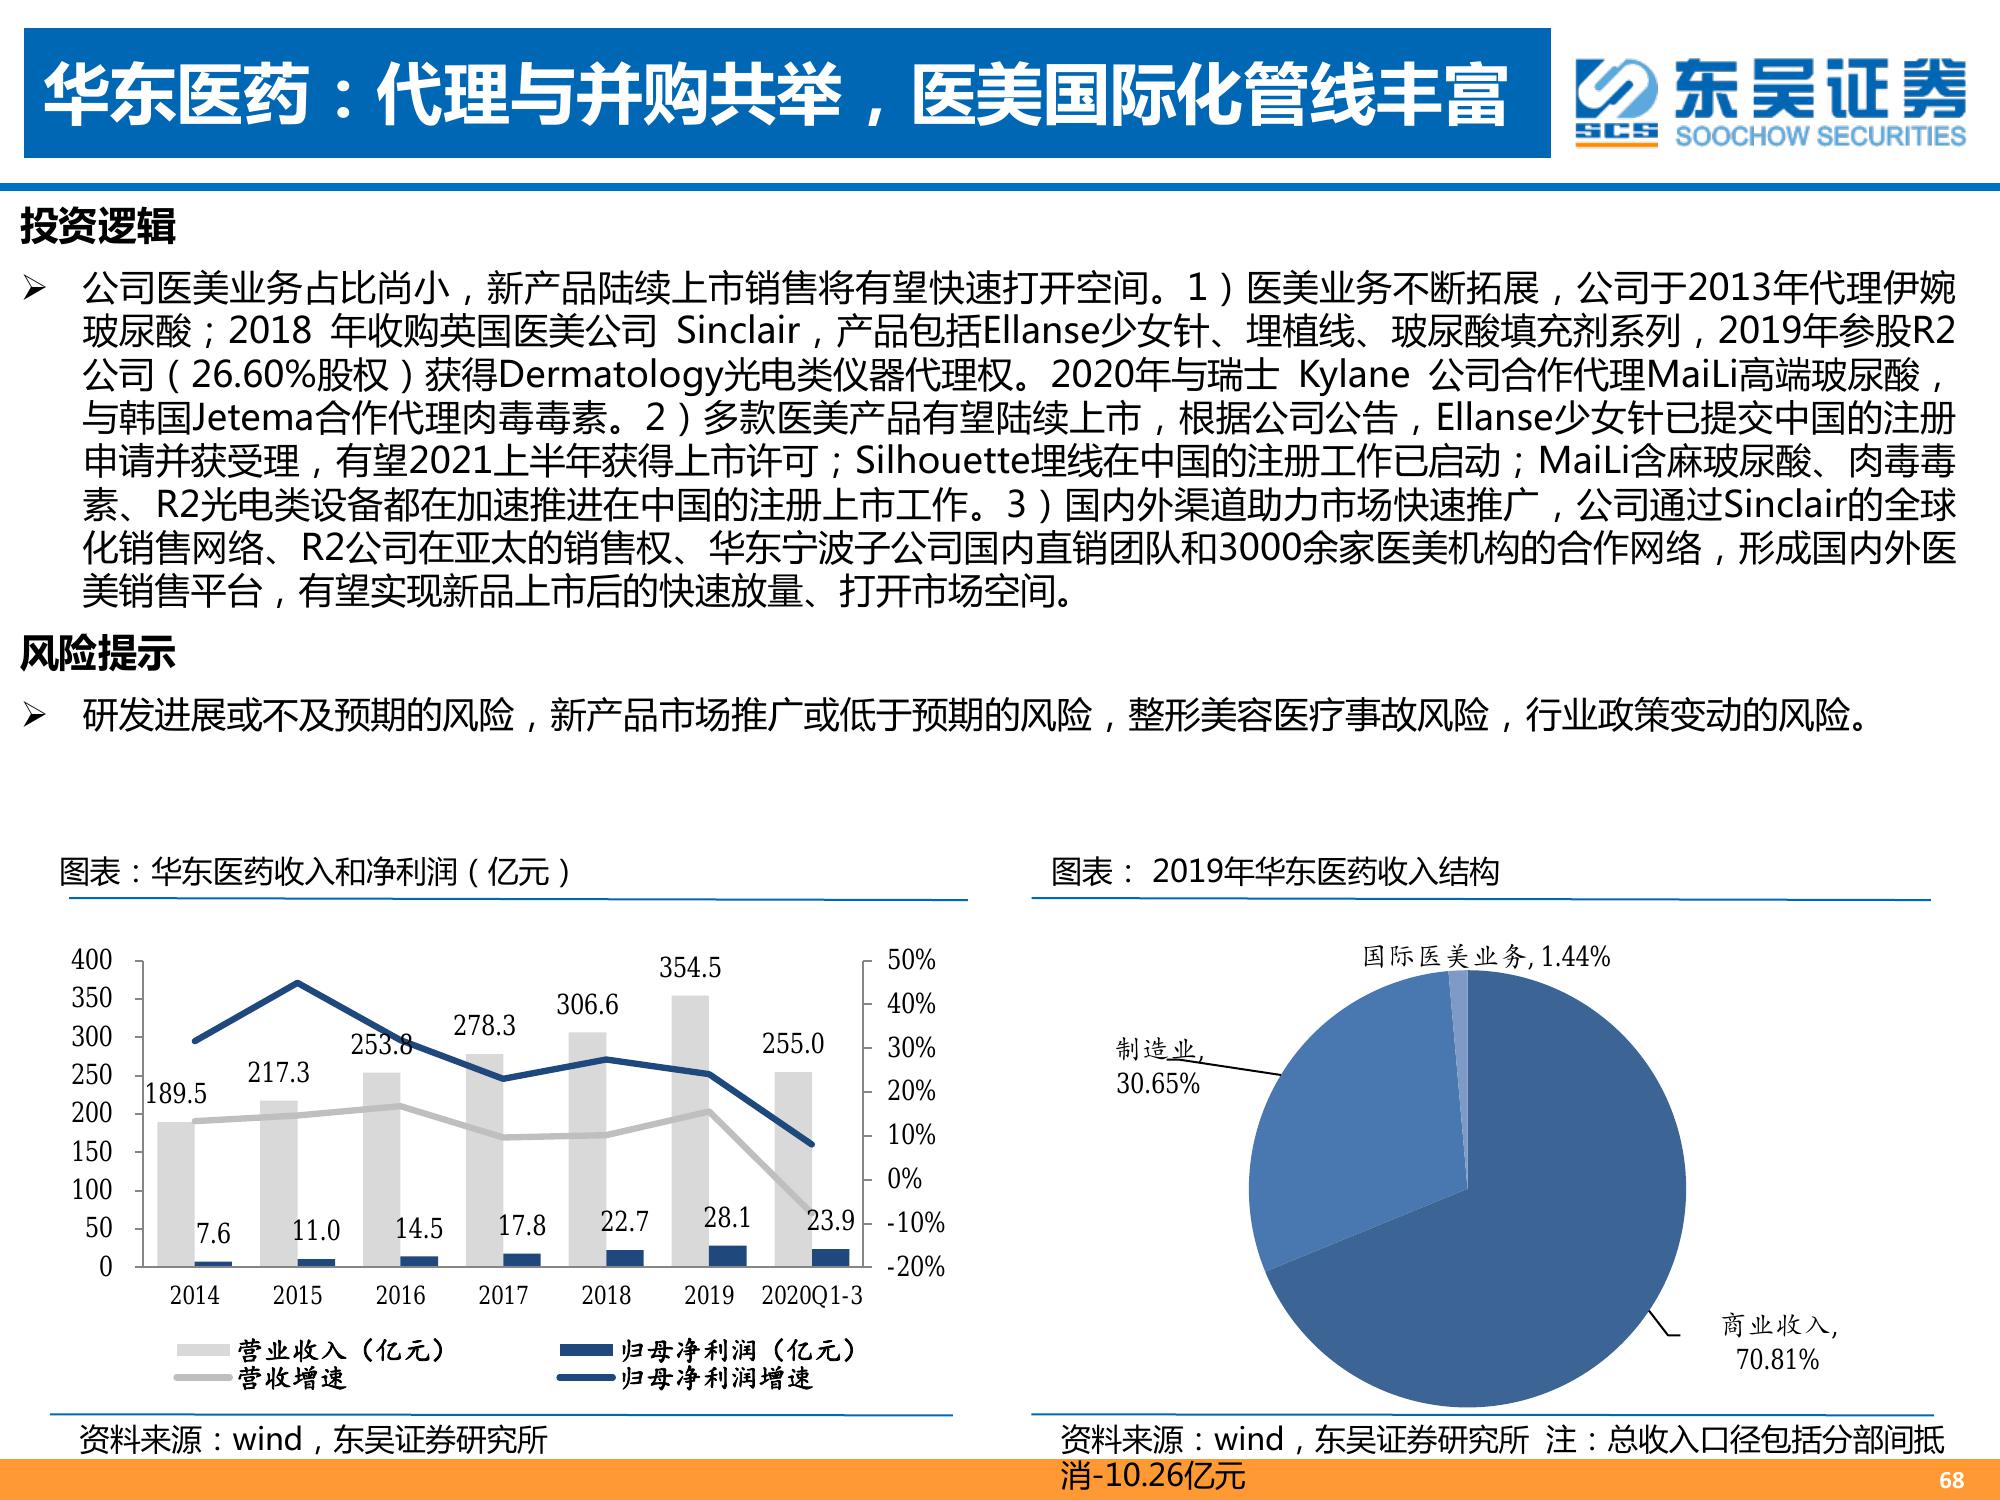 华东医药：代理与并购共举，医美国际化管线丰富
SCS
东吴证券
SOOCHOW SECURITIES
投资逻辑
➢ 公司医美业务占比尚小，新产品陆续上市销售将有望快速打开空间。1）医美业务不断拓展，公司于2013年代理伊婉
玻尿酸；2018 年收购英国医美公司 Sinclair，产品包括Ellanse少女针、埋植线、玻尿酸填充剂系列，2019年参股R2
公司（26.60%股权）获得Dermatology光电类仪器代理权。2020年与瑞士 Kylane 公司合作代理MaiLi高端玻尿酸，
与韩国Jetema合作代理肉毒毒素。2）多款医美产品有望陆续上市，根据公司公告，Ellanse少女针已提交中国的注册
申请并获受理，有望2021上半年获得上市许可；Silhouette埋线在中国的注册工作已启动；MaiLi含麻玻尿酸、肉毒毒
素、R2光电类设备都在加速推进在中国的注册上市工作。3）国内外渠道助力市场快速推广，公司通过Sinclair的全球
化销售网络、R2公司在亚太的销售权、华东宁波子公司国内直销团队和3000余家医美机构的合作网络，形成国内外医
美销售平台，有望实现新品上市后的快速放量、打开市场空间。
风险提示
➢ 研发进展或不及预期的风险，新产品市场推广或低于预期的风险，整形美容医疗事故风险，行业政策变动的风险。
图表：华东医药收入和净利润（亿元）
400
350
300
250
200
150
100
50
0
50%
40%
30%
20%
10%
0%
-10%
-20%
189.5
217.3
253.8
278.3
306.6
354.5
255.0
7.6
11.0
14.5
17.8
22.7
28.1
23.9
2014 2015 2016 2017 2018 2019 2020Q1-3
营业收入（亿元） 归母净利润（亿元）
营收增速 归母净利润增速
资料来源：wind，东吴证券研究所
图表： 2019年华东医药收入结构
国际医美业务, 1.44%
制造业,
30.65%
商业收入,
70.81%
资料来源：wind，东吴证券研究所 注：总收入口径包括分部间抵
消-10.26亿元
68